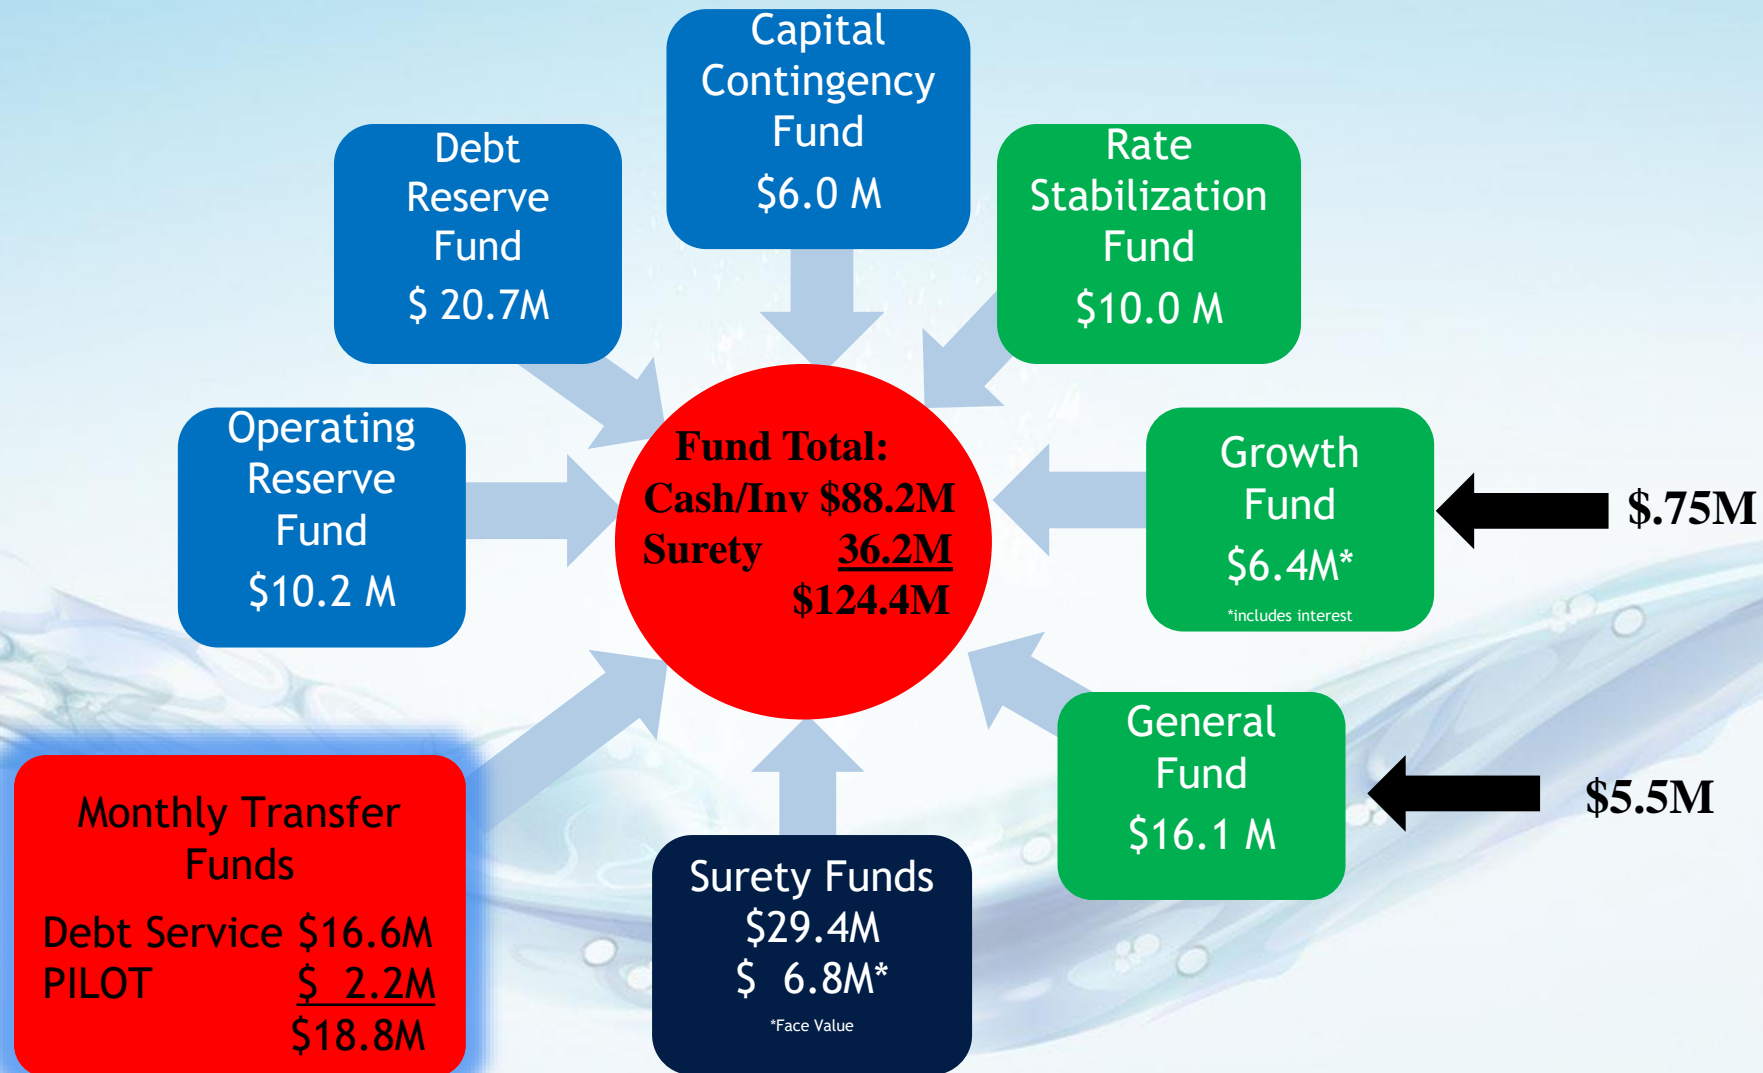 Capital
Contingency
Fund
$6.0 M
Debt
Reserve
Fund
$ 20.7M
Rate
Stabilization
Fund
$10.0 M
Operating
Reserve
Fund
$10.2 M
Fund Total:
Cash/Inv $88.2M
Surety 36.2M
$124.4M
Growth
Fund
$6.4M*
*includes interest
$.75M
Monthly Transfer
Funds
Debt Service $16.6M
PILOT $ 2.2M
$18.8M
Surety Funds
$29.4M
$ 6.8M*
*Face Value
General
Fund
$16.1 M
$5.5M